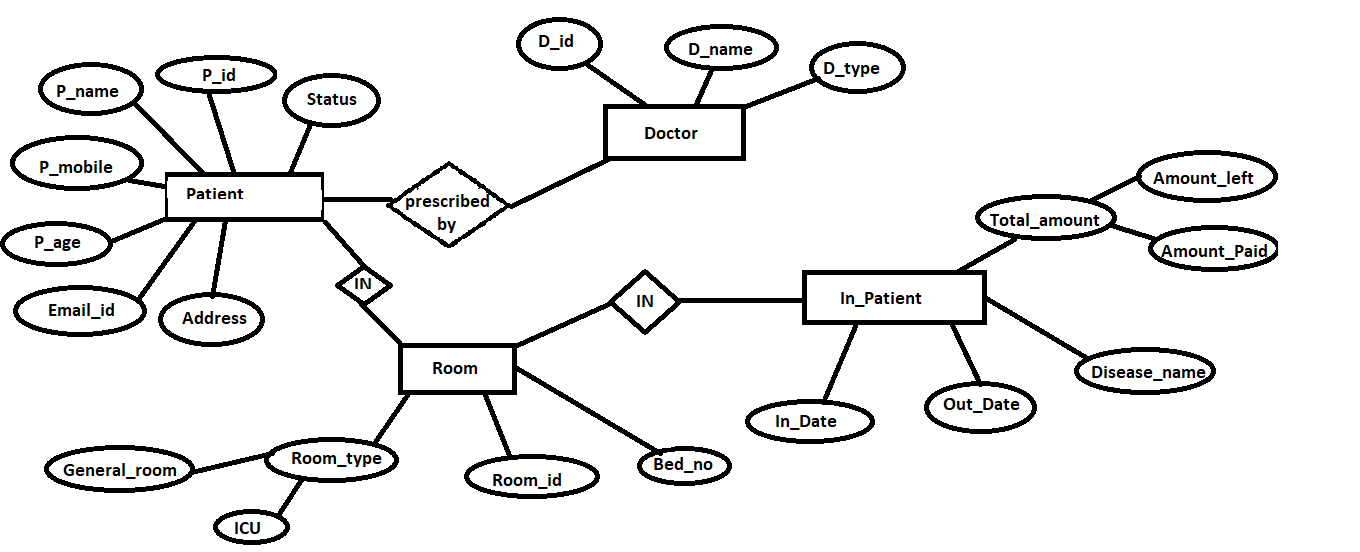 D_id
D_name
D_type
P_id
P_name
Status
Doctor
P_mobile
Patient
prescribed
by
Amount_left
Total_amount
Amount_Paid
P_age
Email_id
Address
IN
IN
In_Patient
Room
Disease_name
In_Date
Out_Date
General_room
Room_type
Room_id
Bed_no
ICU